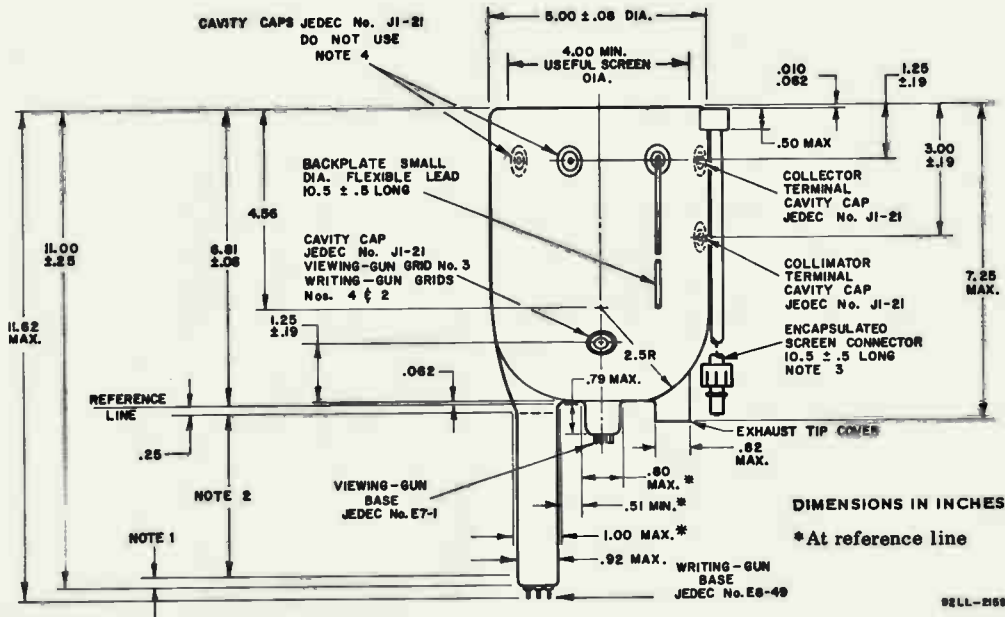 CAVITY CAPS JEDEC No. J1-21
DO NOT USE
NOTE 4
5.00 ±.06 DIA.
4.00 MIN.
USEFUL SCREEN
DIA.
.010
.062
1.25
±.19
.50 MAX
3.00
±.19
BACKPLATE SMALL
DIA. FLEXIBLE LEAD
10.5 ± .5 LONG
COLLECTOR
TERMINAL
CAVITY CAP
JEDEC No. J1-21
4.56
6.81
±.06
11.00
±.25
11.62
MAX.
CAVITY CAP
JEDEC No. J1-21
VIEWING-GUN GRID No. 3
WRITING-GUN GRIDS
Nos. 4 & 2
COLLIMATOR
TERMINAL
CAVITY CAP
JEDEC No. J1-21
7.25
MAX.
1.25
±.19
ENCAPSULATED
SCREEN CONNECTOR
10.5 ± .5 LONG
NOTE 3
2.5R
.79 MAX.
.062
REFERENCE
LINE
.25
EXHAUST TIP COVER
.62
MAX.
.80
MAX.*
VIEWING-GUN
BASE
JEDEC No. E7-1
.51 MIN.*
NOTE 2
DIMENSIONS IN INCHES
1.00 MAX.*
*At reference line
NOTE 1
.92 MAX.
WRITING-GUN
BASE
JEDEC No. E8-49